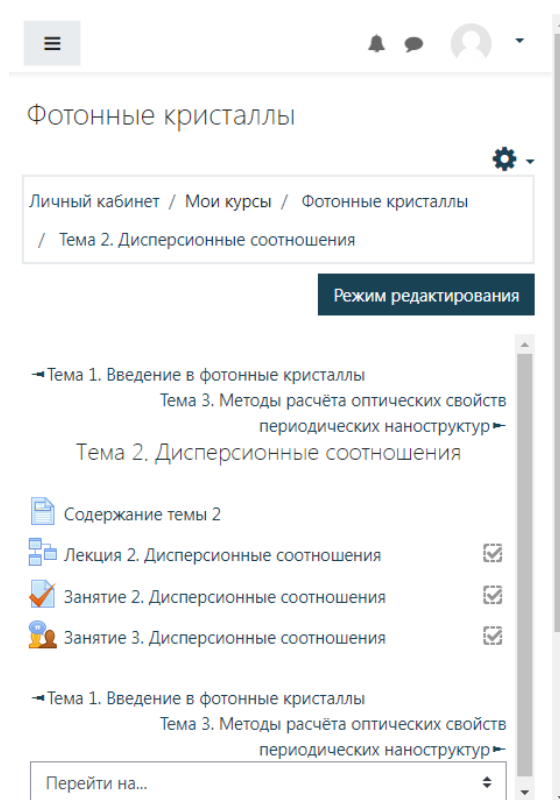 Фотонные кристаллы
Личный кабинет / Мои курсы / Фотонные кристаллы
/ Тема 2. Дисперсионные соотношения
Режим редактирования
Тема 1. Введение в фотонные кристаллы
Тема 3. Методы расчёта оптических свойств
периодических наноструктур
Тема 2. Дисперсионные соотношения
Содержание темы 2
Лекция 2. Дисперсионные соотношения
Занятие 2. Дисперсионные соотношения
Занятие 3. Дисперсионные соотношения
Тема 1. Введение в фотонные кристаллы
Тема 3. Методы расчёта оптических свойств
периодических наноструктур
Перейти на...